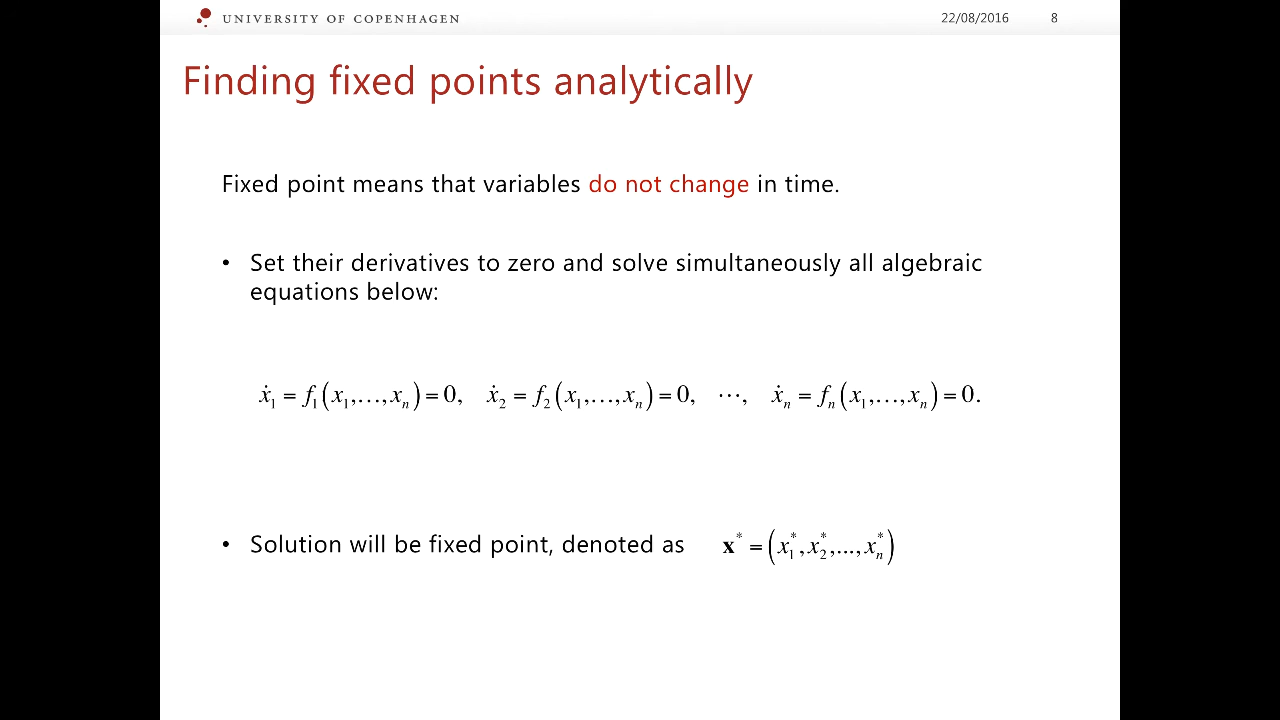 UNIVERSITY OF COPENHAGEN 22/08/2016 8
Finding fixed points analytically
Fixed point means that variables do not change in time.
• Set their derivatives to zero and solve simultaneously all algebraic
equations below:
ẋ₁ = f₁(x₁,…,xₙ) = 0, ẋ₂ = f₂(x₁,…,xₙ) = 0, ⋯, ẋₙ = fₙ(x₁,…,xₙ) = 0.
• Solution will be fixed point, denoted as x* = (x₁*, x₂*,..., xₙ*)